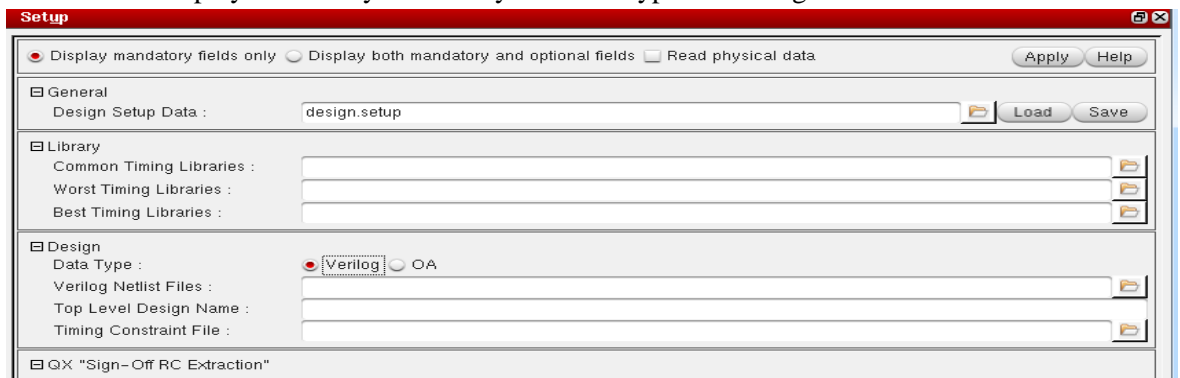 Setup
Display mandatory fields only Display both mandatory and optional fields Read physical data Apply Help
General
Design Setup Data : design.setup Load Save
Library
Common Timing Libraries :
Worst Timing Libraries :
Best Timing Libraries :
Design
Data Type : Verilog OA
Verilog Netlist Files :
Top Level Design Name :
Timing Constraint File :
QX "Sign-Off RC Extraction"